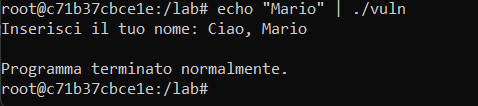 root@c71b37cbce1e:/lab# echo "Mario" | ./vuln
Inserisci il tuo nome: Ciao, Mario
Programma terminato normalmente.
root@c71b37cbce1e:/lab#